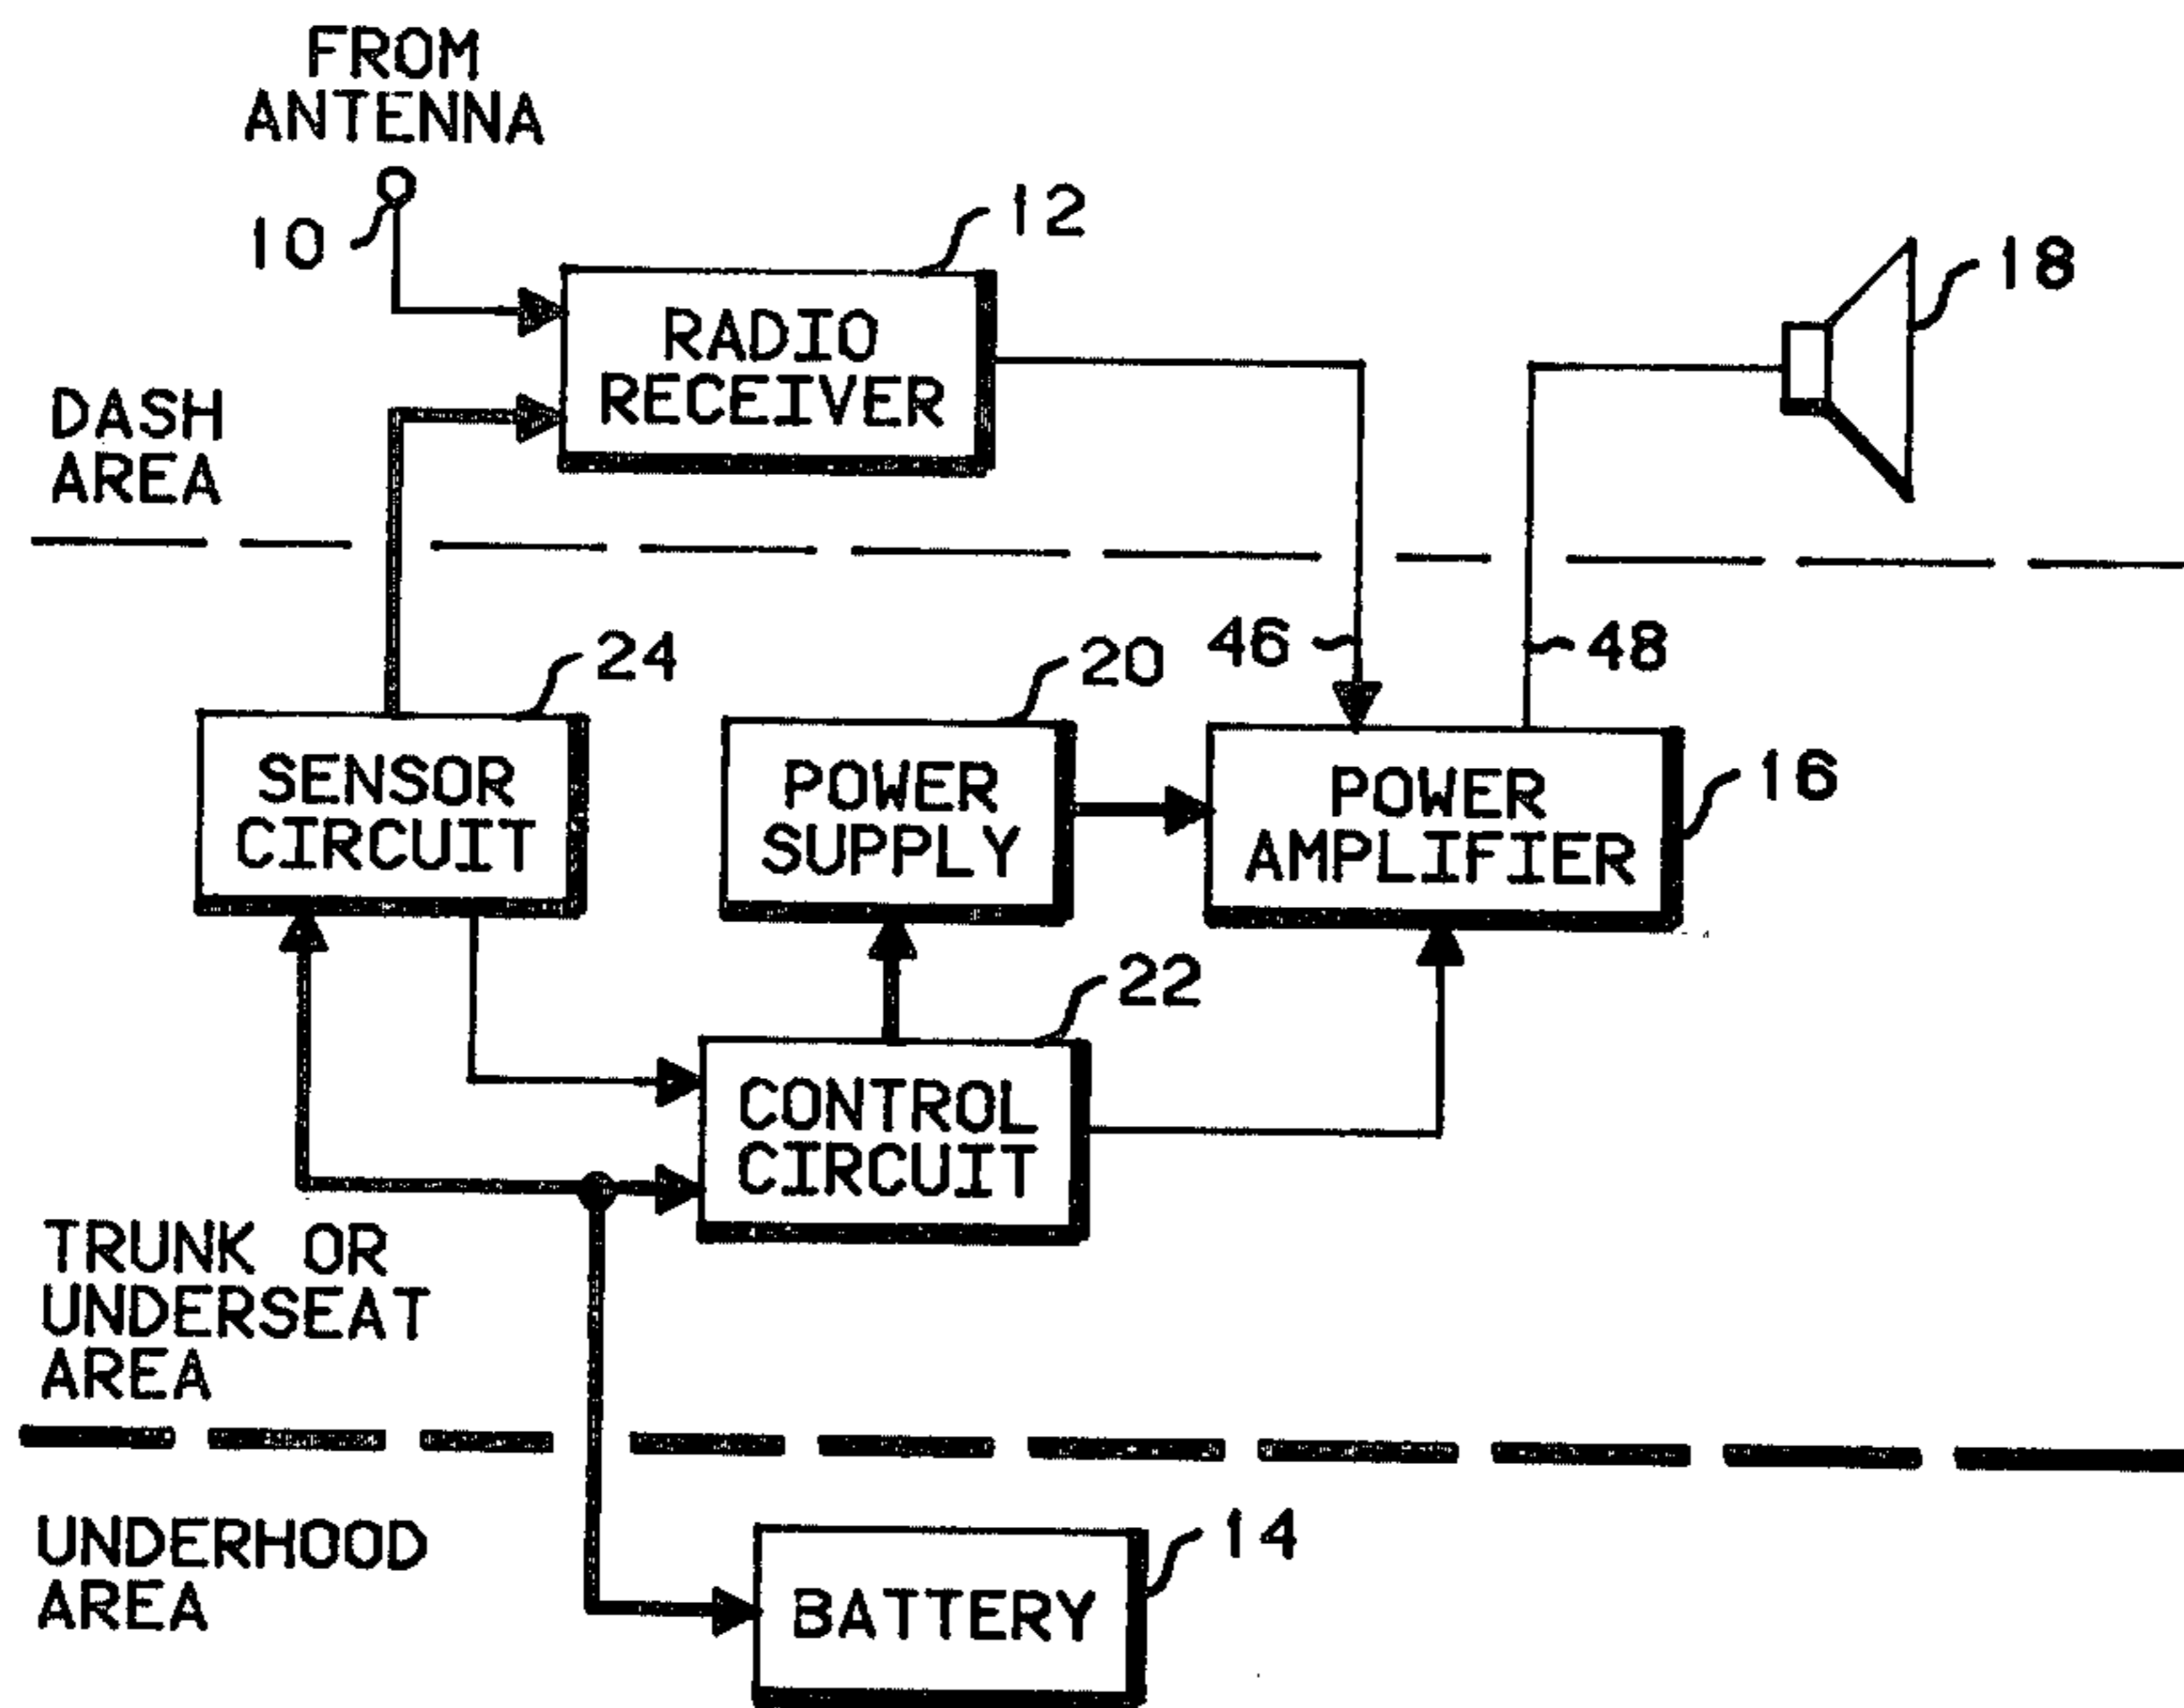 FROM
ANTENNA
10
12
18
RADIO
RECEIVER
DASH
AREA
24
20
46
48
SENSOR
CIRCUIT
POWER
SUPPLY
POWER
AMPLIFIER
16
22
CONTROL
CIRCUIT
TRUNK OR
UNDERSEAT
AREA
UNDERHOOD
AREA
14
BATTERY